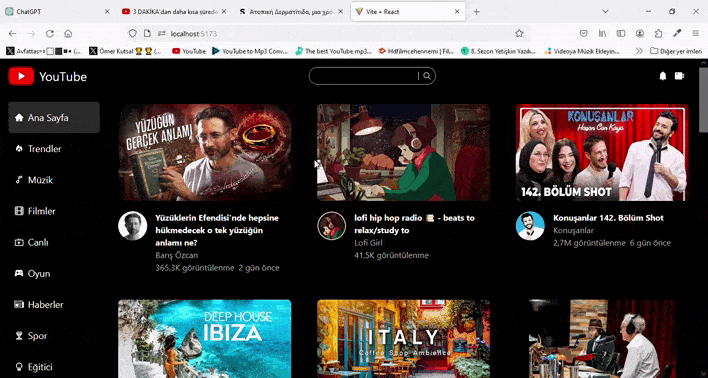 ChatGPT
3 DAKİKA'dan daha kısa sürede
Ατοπική Δερματίτιδα, μια χρό
Vite + React
localhost:5173
Avfattas
Ömer Kutsal
YouTube
YouTube to Mp3 Conv...
The best YouTube mp3...
Hdfilmcehennemi | Fil...
8. Sezon Yetişkin Yazılık...
Videoya Müzik Ekleyin...
Diğer yer imleri
YouTube
Ana Sayfa
Trendler
Müzik
Filmler
Canlı
Oyun
Haberler
Spor
Eğitici
YÜZÜĞÜN
GERÇEK ANLAMI
Yüzüklerin Efendisi'nde hepsine
hükmedecek o tek yüzüğün
anlamı ne?
Barış Özcan
365,3K görüntülenme 2 gün önce
lofi hip hop radio - beats to
relax/study to
Lofi Girl
41,5K görüntülenme
KONUŞANLAR
Hasan Can Kaya
142. BÖLÜM SHOT
Konuşanlar 142. Bölüm Shot
Konuşanlar
2,7M görüntülenme 6 gün önce
DEEP HOUSE
IBIZA
ITALY
Coffee Shop Ambience